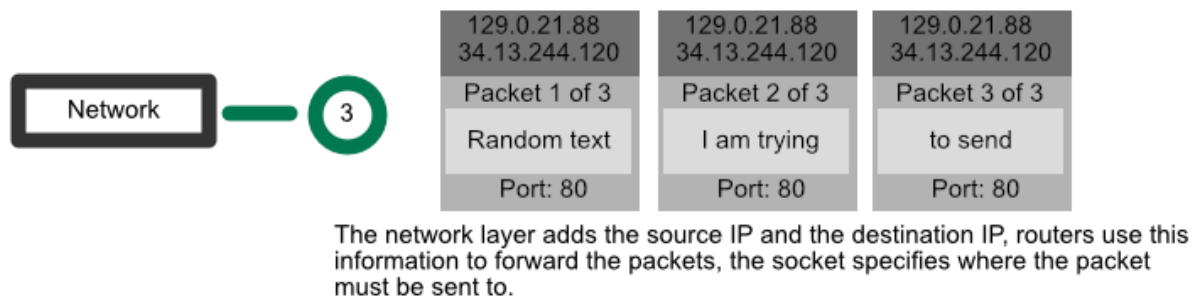 Network
3
129.0.21.88
34.13.244.120
Packet 1 of 3
Random text
Port: 80
129.0.21.88
34.13.244.120
Packet 2 of 3
I am trying
Port: 80
129.0.21.88
34.13.244.120
Packet 3 of 3
to send
Port: 80
The network layer adds the source IP and the destination IP, routers use this
information to forward the packets, the socket specifies where the packet
must be sent to.